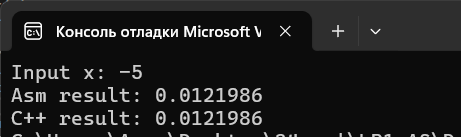 Консоль отладки Microsoft V
Input x: -5
Asm result: 0.0121986
C++ result: 0.0121986